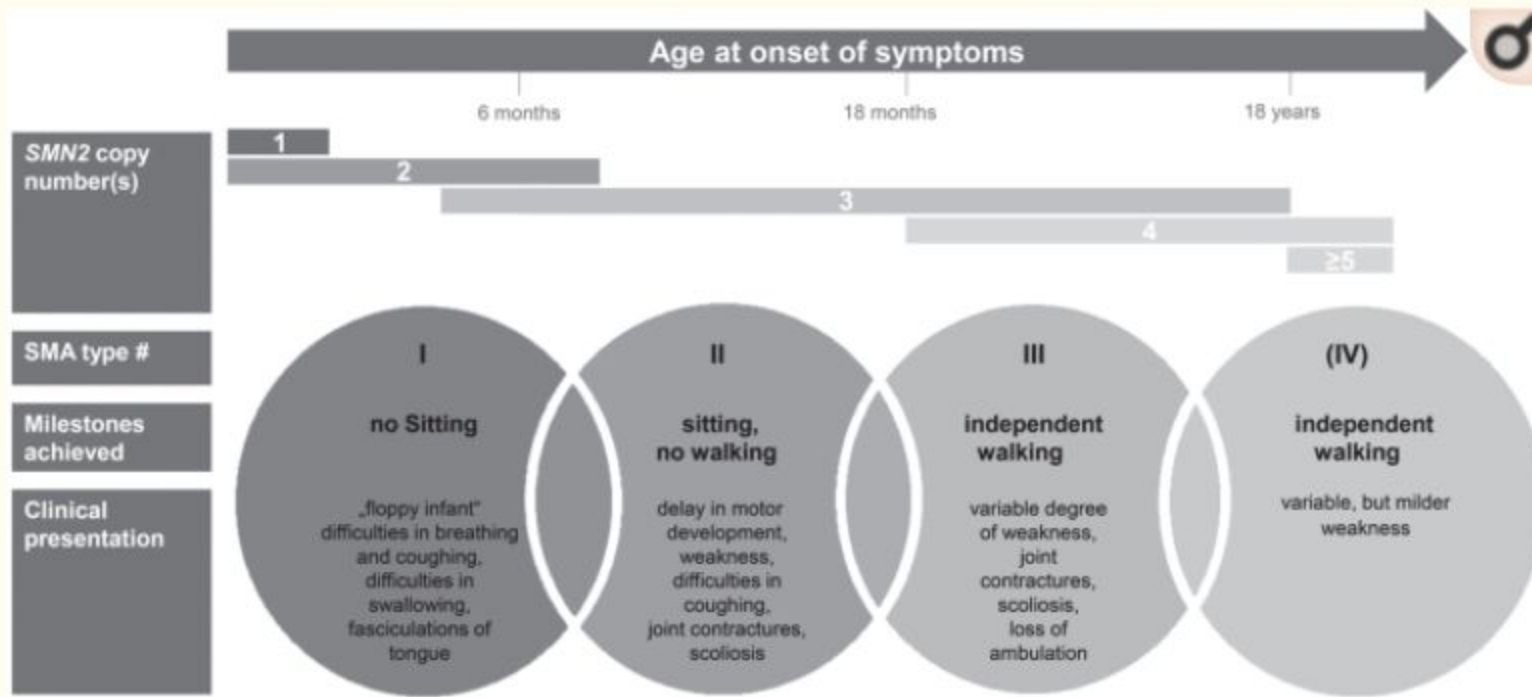 Age at onset of symptoms
6 months
18 months
18 years
SMN2 copy
number(s)
1
2
3
4
≥5
SMA type #
I
II
III
(IV)
Milestones
achieved
no Sitting
sitting,
no walking
independent
walking
independent
walking
Clinical
presentation
„floppy infant“
difficulties in breathing
and coughing,
difficulties in
swallowing,
fasciculations of
tongue
delay in motor
development,
weakness,
difficulties in
coughing,
joint contractures,
scoliosis
variable degree
of weakness,
joint
contractures,
scoliosis,
loss of
ambulation
variable, but milder
weakness